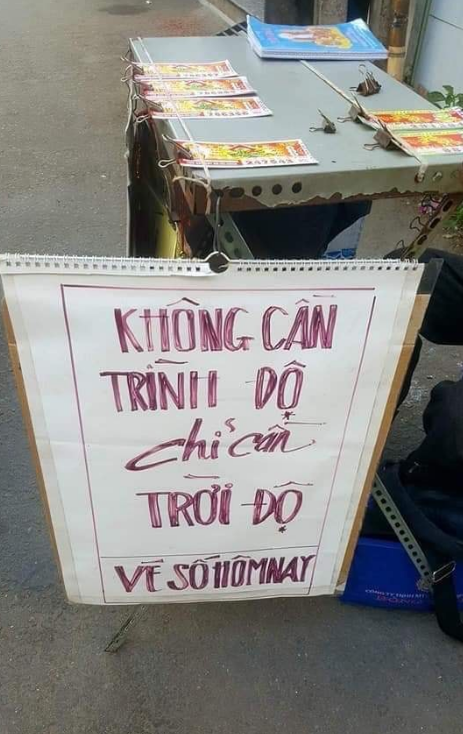 KHÔNG CẦN
TRÌNH ĐỘ
chỉ cần
TRỜI ĐỘ
VÉ SỐ HÔM NAY